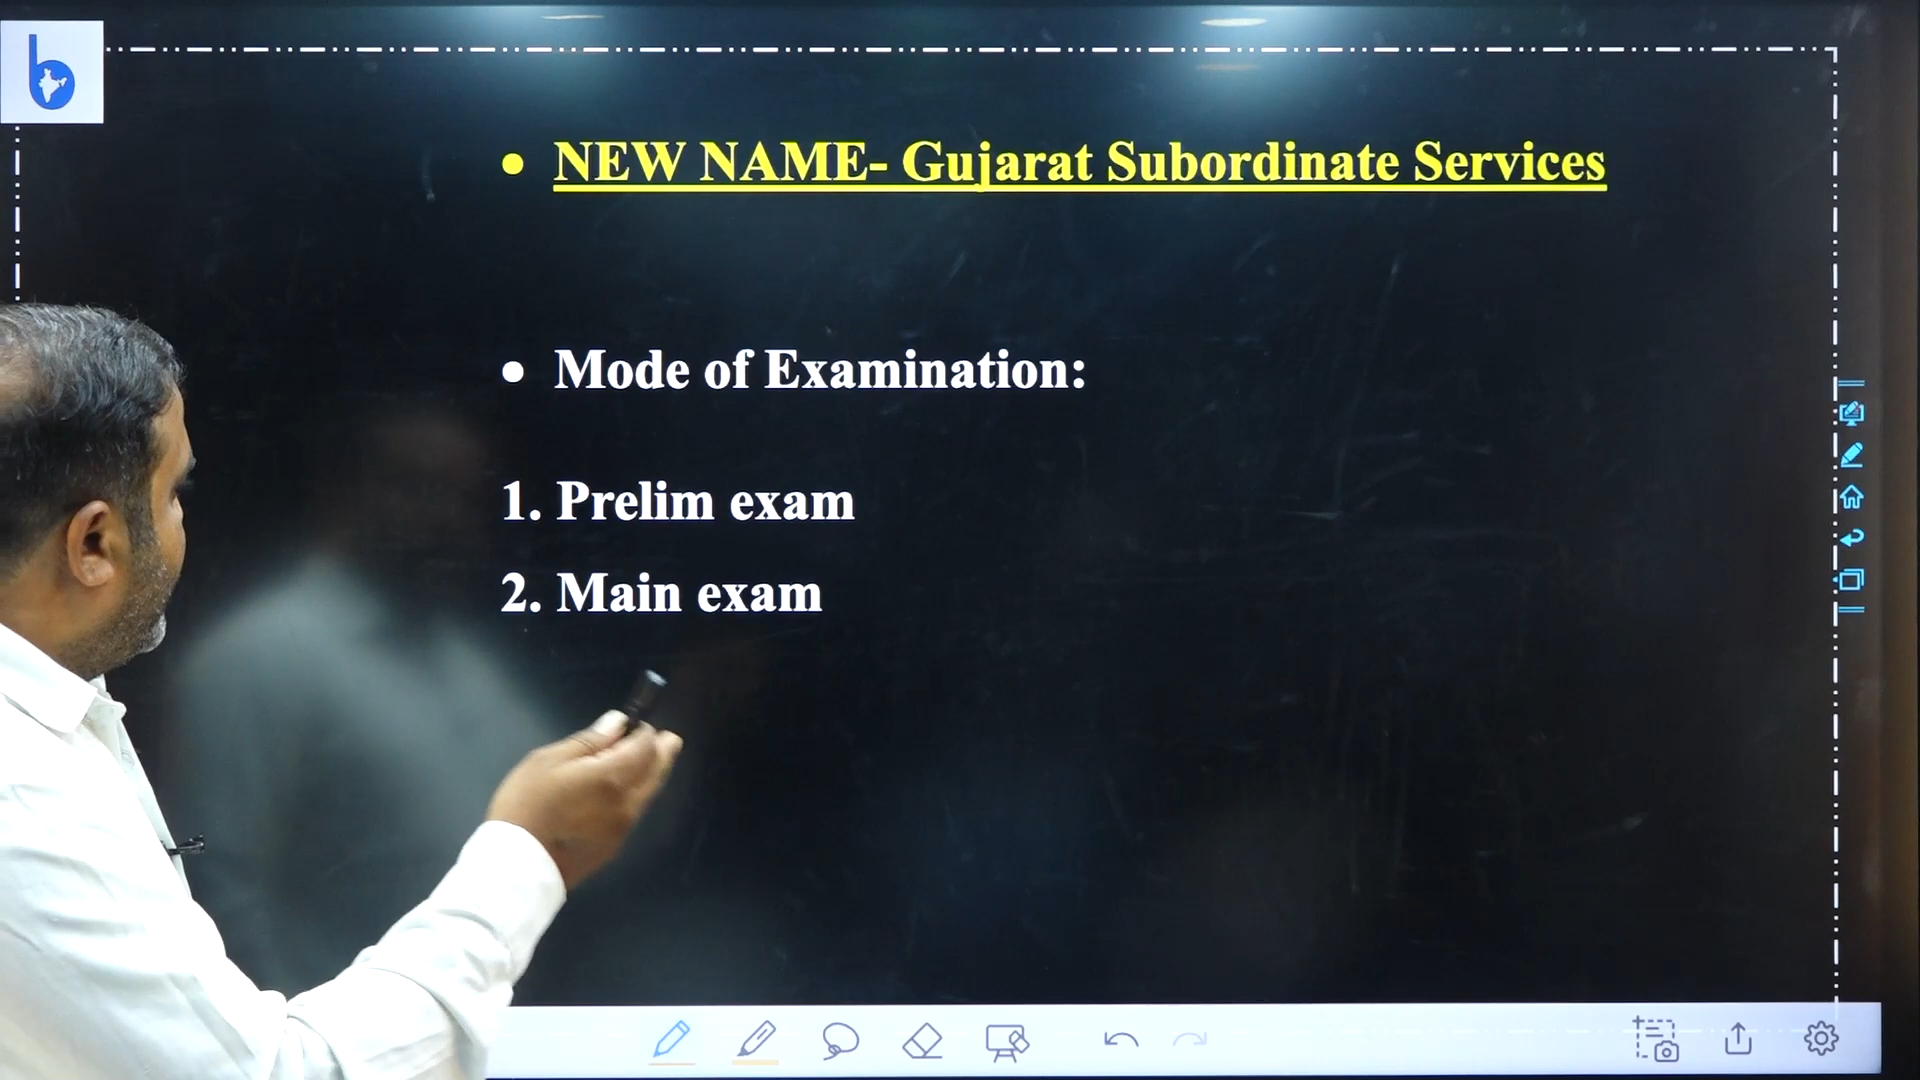 • NEW NAME- Gujarat Subordinate Services
• Mode of Examination:
1. Prelim exam
2. Main exam